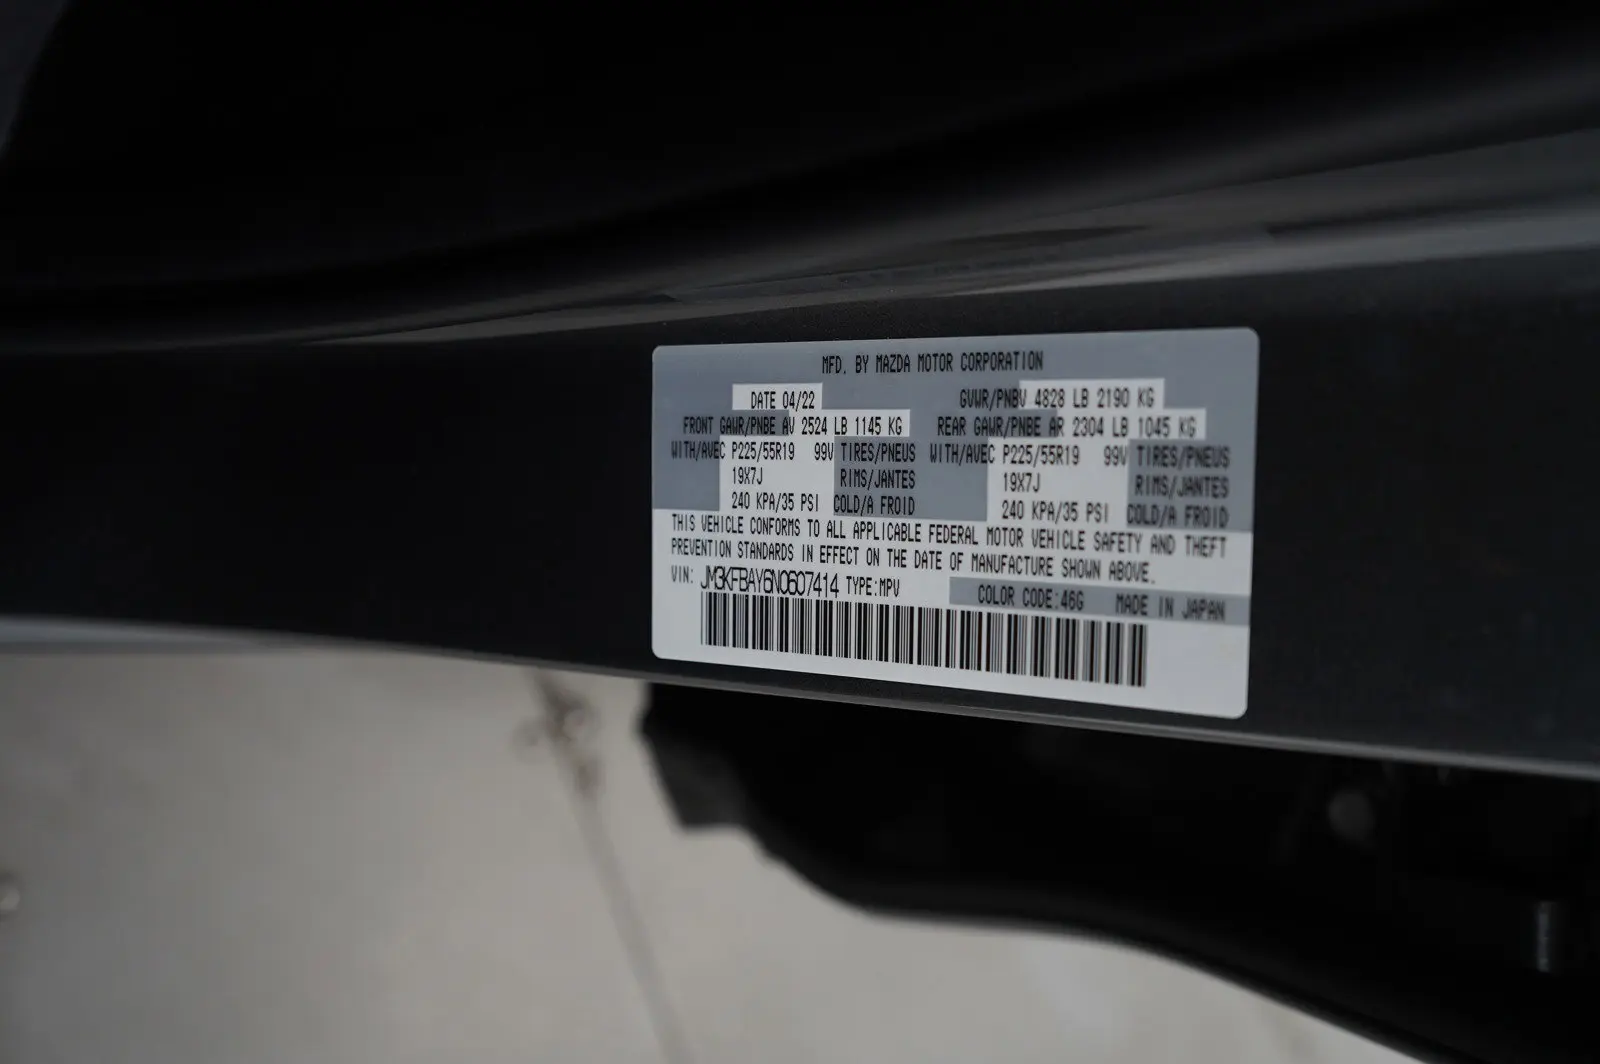 MFD. BY MAZDA MOTOR CORPORATION
DATE 04/22 GVWR/PNBV 4828 LB 2190 KG
FRONT GAWR/PNBE AV 2524 LB 1145 KG REAR GAWR/PNBE AR 2304 LB 1045 KG
WITH/AVEC P225/55R19 99V TIRES/PNEUS WITH/AVEC P225/55R19 99V TIRES/PNEUS
19X7J RIMS/JANTES 19X7J RIMS/JANTES
240 KPA/35 PSI COLD/A FROID 240 KPA/35 PSI COLD/A FROID
THIS VEHICLE CONFORMS TO ALL APPLICABLE FEDERAL MOTOR VEHICLE SAFETY AND THEFT
PREVENTION STANDARDS IN EFFECT ON THE DATE OF MANUFACTURE SHOWN ABOVE.
VIN: JM3KFBAY6N0607414 TYPE:MPV COLOR CODE:46G MADE IN JAPAN